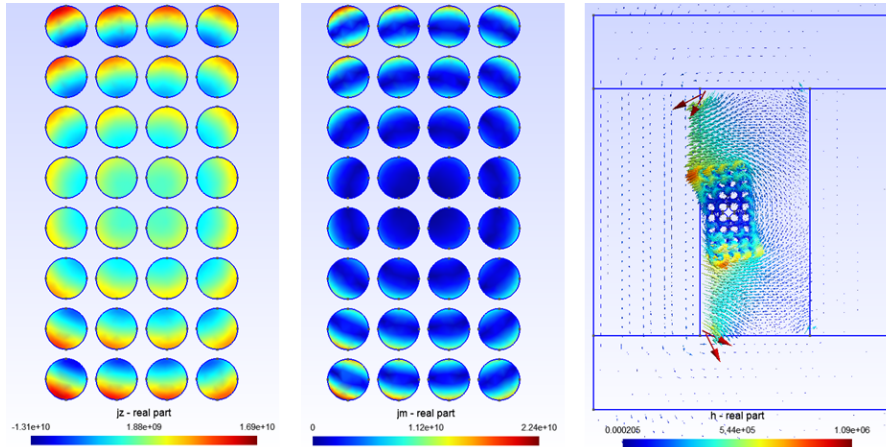 jz - real part
-1.31e+10 1.88e+09 1.69e+10
jm - real part
0 1.12e+10 2.24e+10
h - real part
0.000205 5.44e+05 1.09e+06